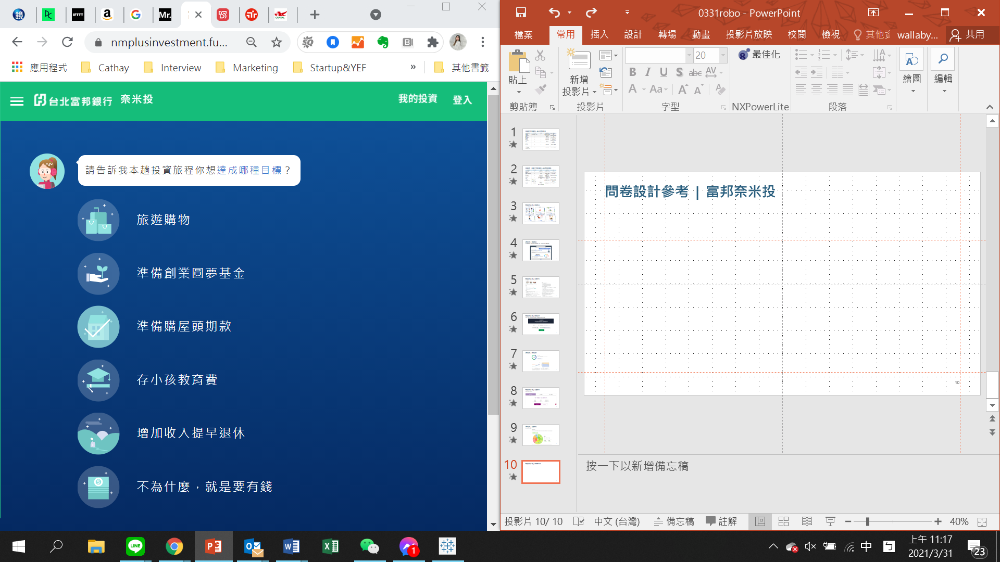 IFTTT
Mr.
CAPITAL
nmplusinvestment.fu...
應用程式
Cathay
Interview
Marketing
Startup&YEF
»
其他書籤
台北富邦銀行 奈米投
我的投資
登入
請告訴我本趟投資旅程你想達成哪種目標？
旅遊購物
準備創業圓夢基金
準備購屋頭期款
存小孩教育費
增加收入提早退休
不為什麼，就是要有錢
0331robo - PowerPoint
檔案
常用
插入
設計
轉場
動畫
投影片放映
校閱
檢視
wallaby...
共用
貼上
新增
投影片
20
B I U S abc AV
A Aa A A
最佳化
繪圖
編輯
剪貼簿
投影片
字型
NXPowerLite
段落
1
2
3
4
5
6
7
8
9
10
問卷設計參考 | 富邦奈米投
10
按一下以新增備忘稿
投影片 10/ 10
中文 (台灣)
備忘稿
註解
40%
LINE
1
中
ㄅ
上午 11:17
2021/3/31
23